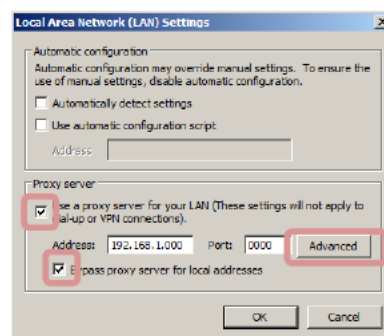 Local Area Network (LAN) Settings
Automatic configuration
Automatic configuration may override manual settings. To ensure the
use of manual settings, disable automatic configuration.
Automatically detect settings
Use automatic configuration script
Address
Proxy server
Use a proxy server for your LAN (These settings will not apply to
dial-up or VPN connections).
Address: 192.168.1.000 Port: 0000 Advanced
Bypass proxy server for local addresses
OK Cancel